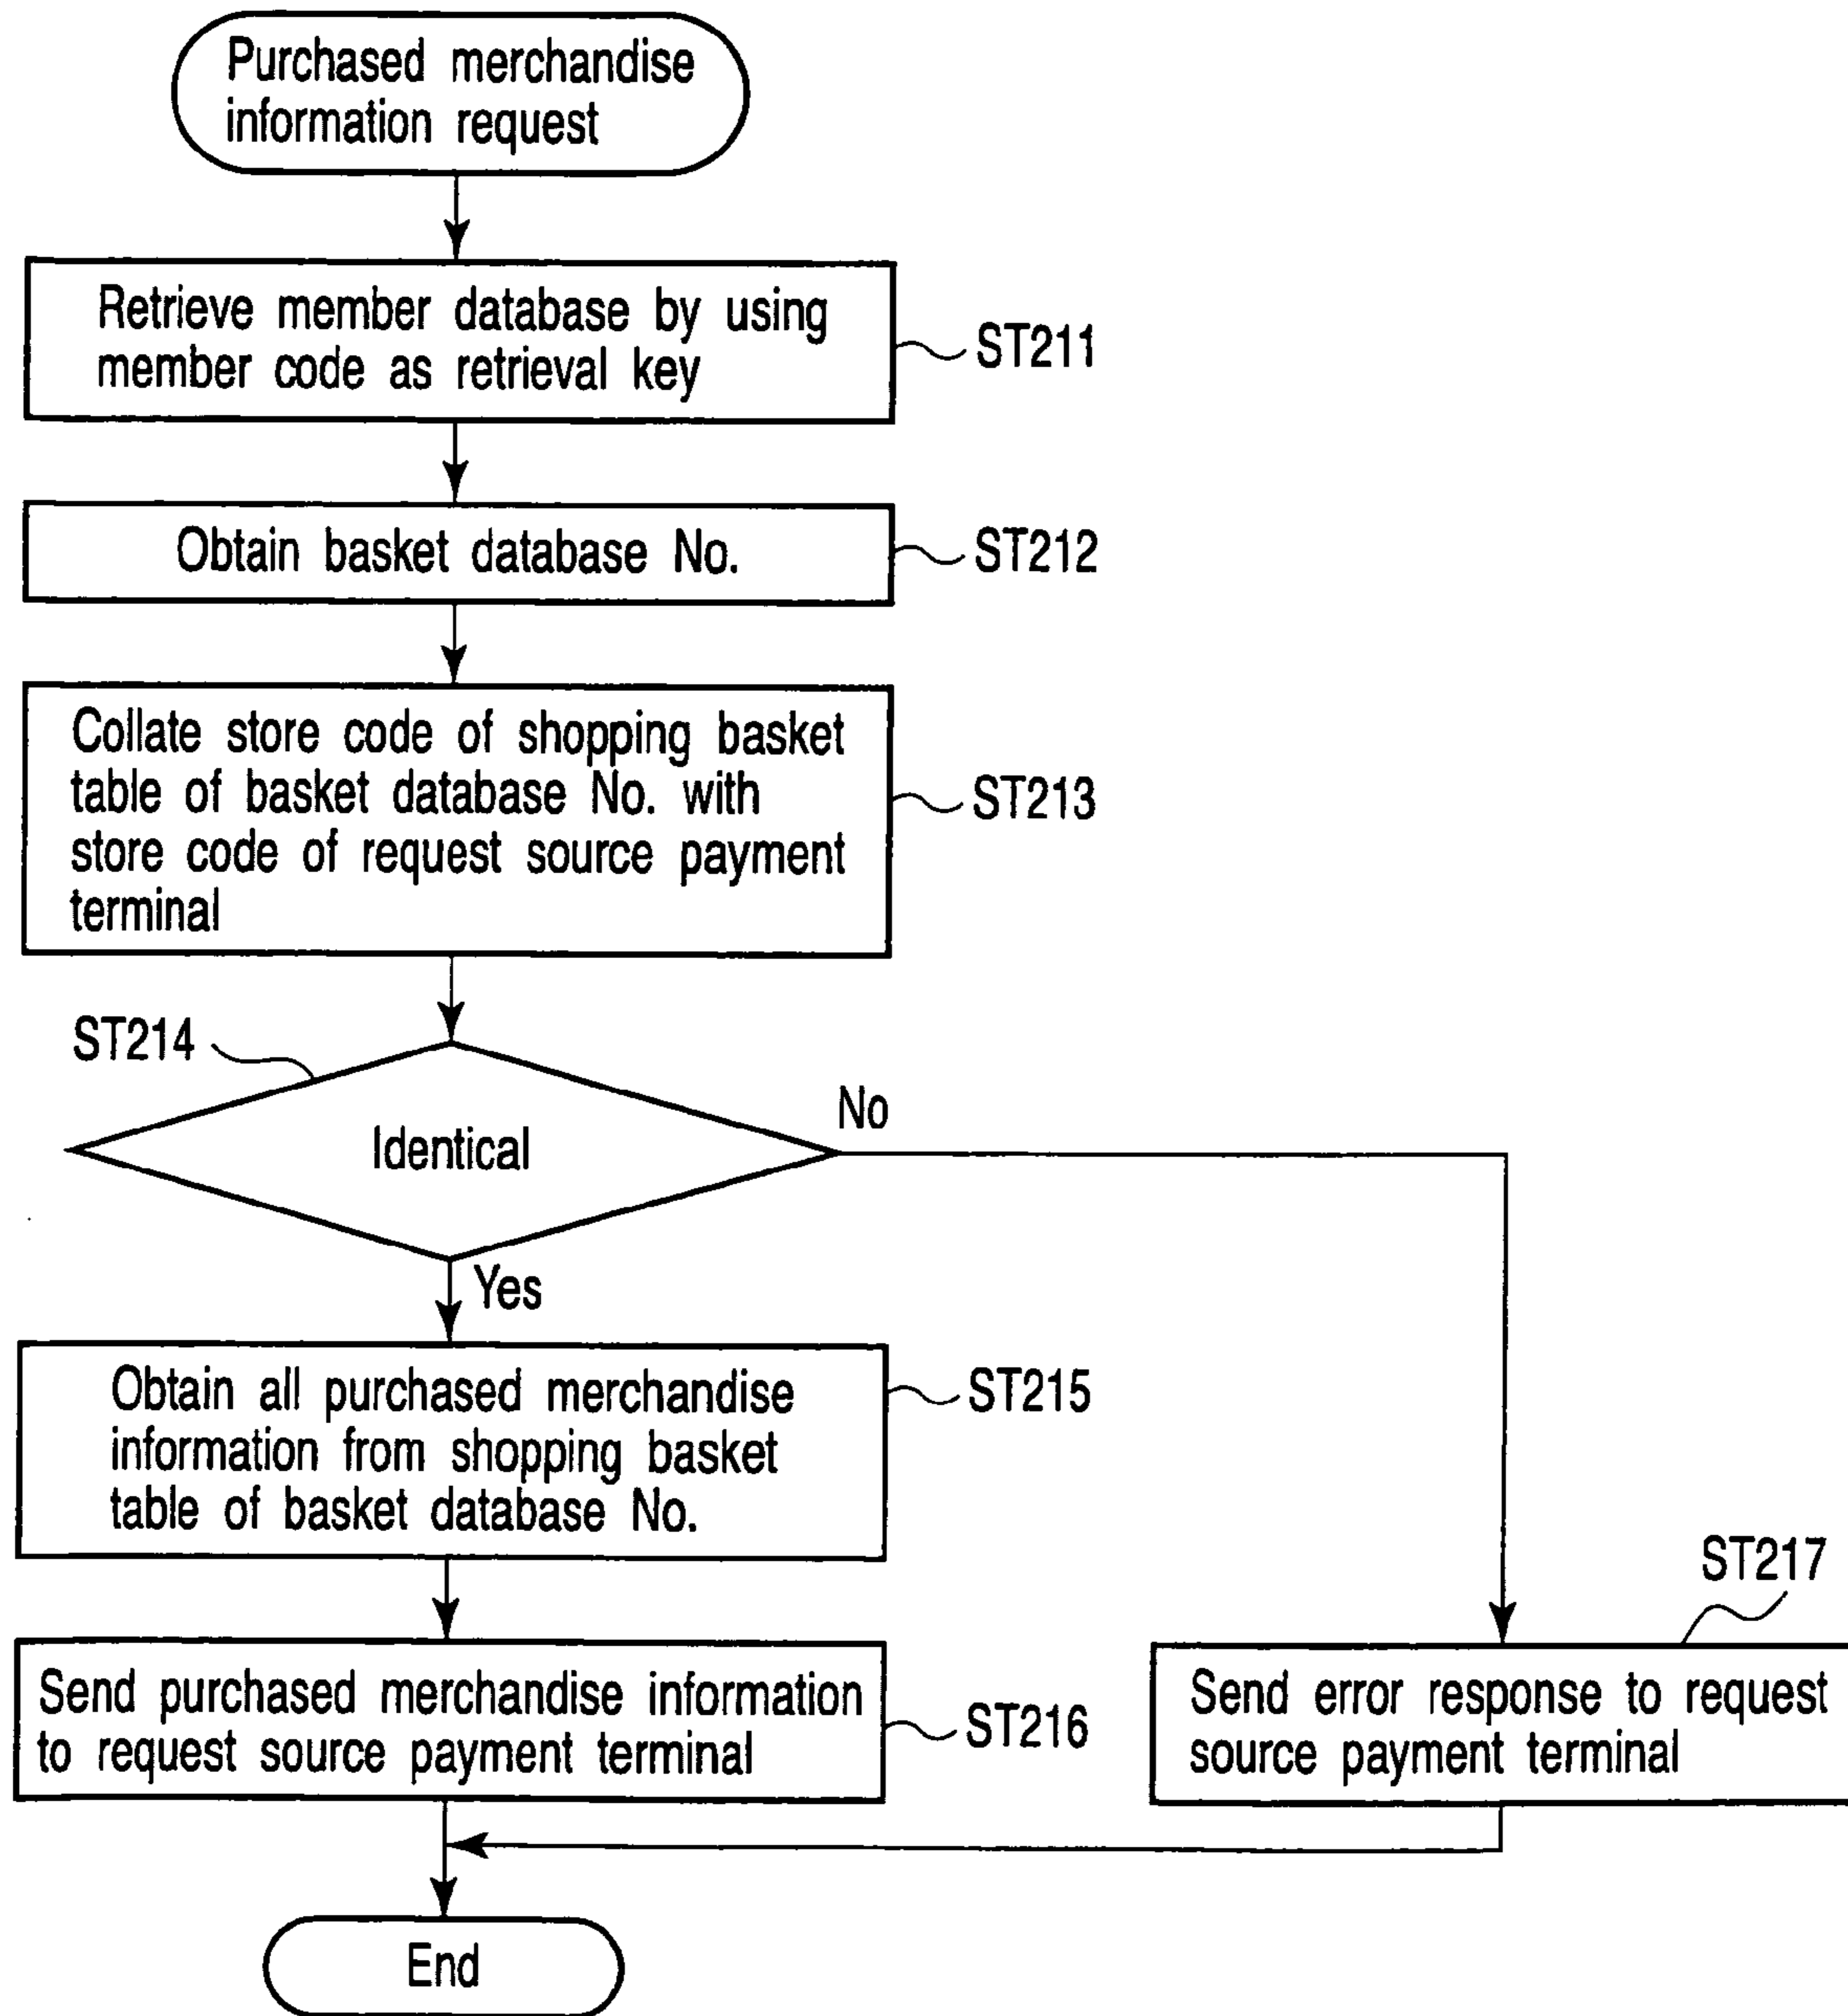 Purchased merchandise
information request
Retrieve member database by using
member code as retrieval key
ST211
Obtain basket database No.
ST212
Collate store code of shopping basket
table of basket database No. with
store code of request source payment
terminal
ST213
ST214
Identical
No
Yes
Obtain all purchased merchandise
information from shopping basket
table of basket database No.
ST215
Send purchased merchandise information
to request source payment terminal
ST216
ST217
Send error response to request
source payment terminal
End